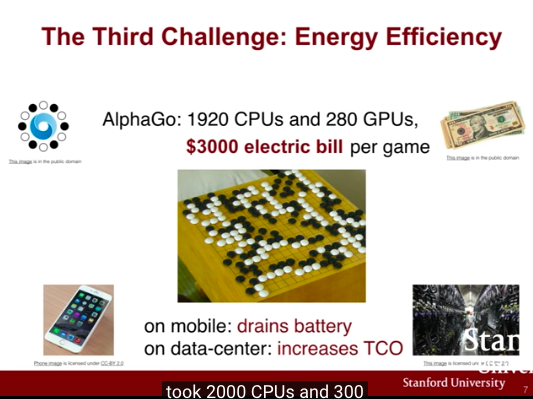 The Third Challenge: Energy Efficiency
AlphaGo: 1920 CPUs and 280 GPUs,
$3000 electric bill per game
This image is in the public domain
This image is in the public domain
on mobile: drains battery
on data-center: increases TCO
Phone image is licensed under CC-BY 2.0
This image is licensed
Stanford University
7
took 2000 CPUs and 300